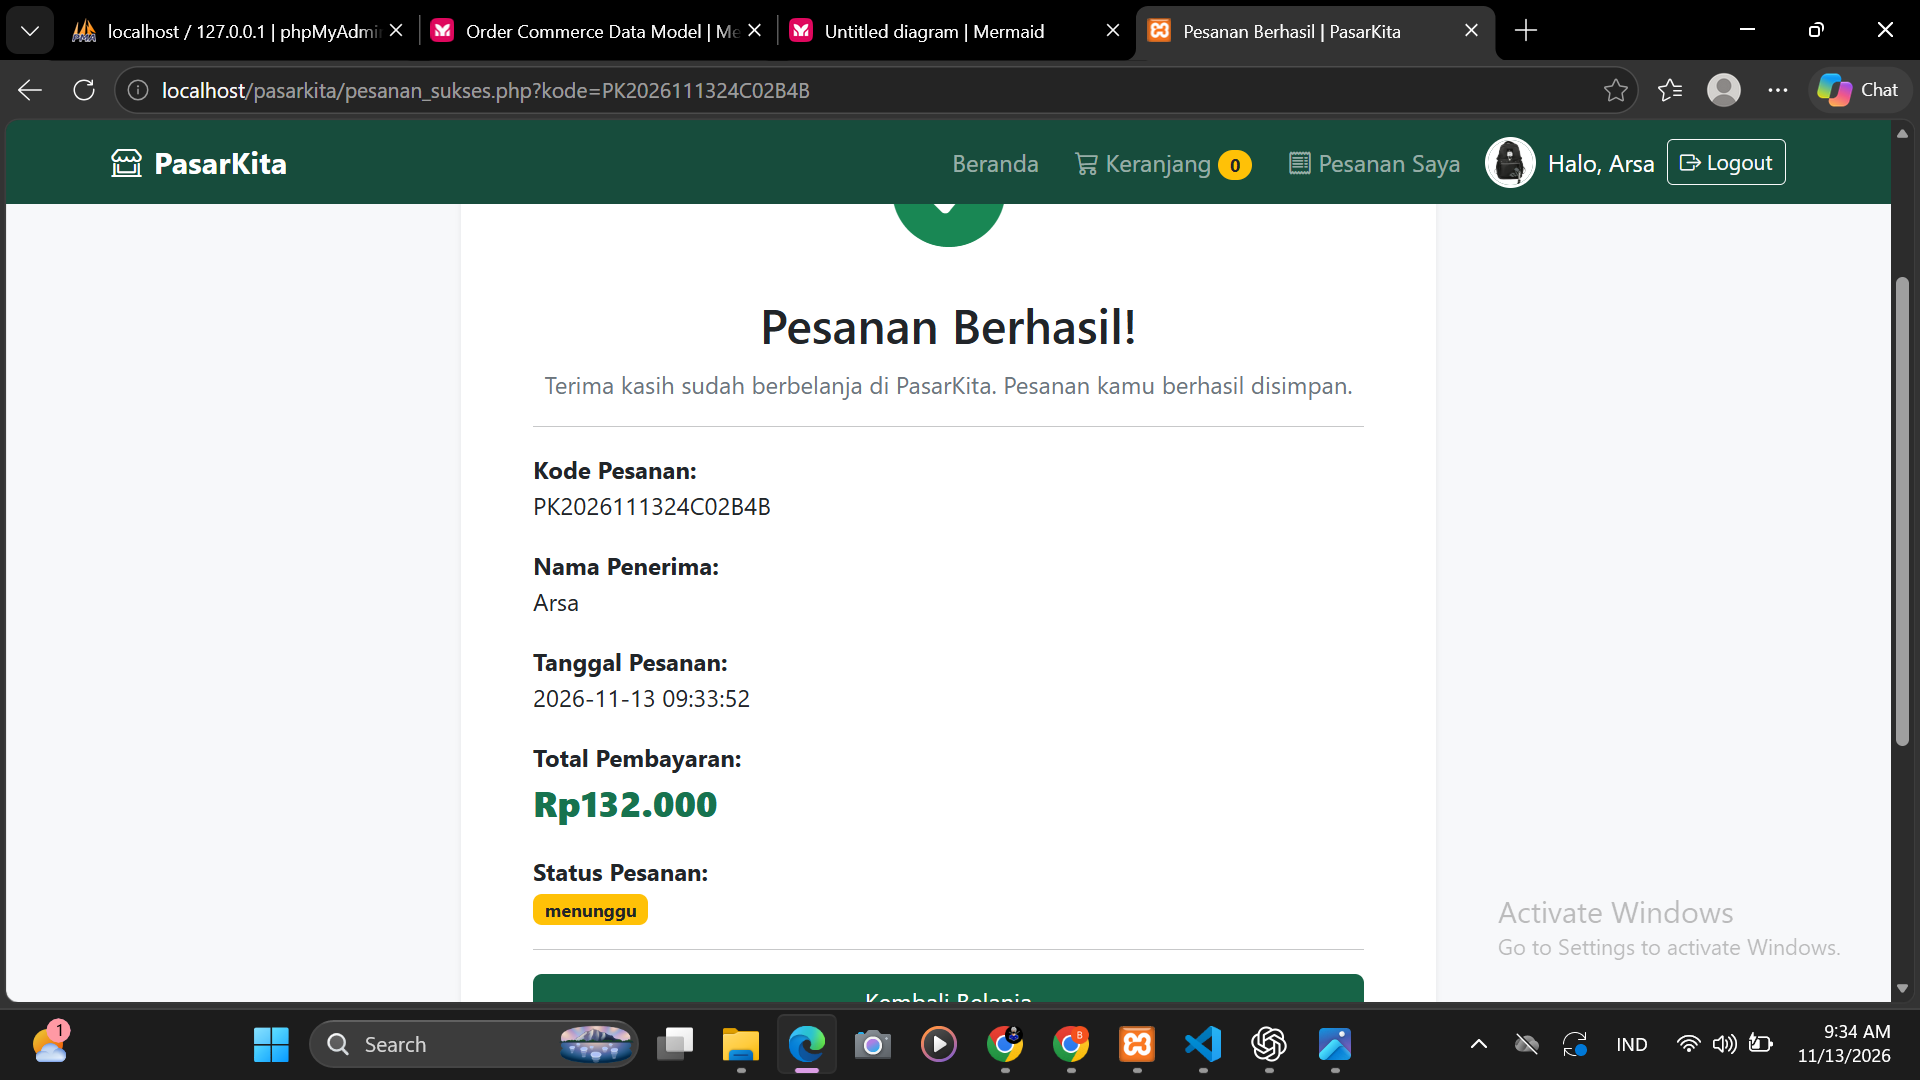 localhost / 127.0.0.1 | phpMyAdmi
Order Commerce Data Model | Me
Untitled diagram | Mermaid
Pesanan Berhasil | PasarKita
localhost/pasarkita/pesanan_sukses.php?kode=PK2026111324C02B4B
Chat
PasarKita
Beranda
Keranjang 0
Pesanan Saya
Halo, Arsa
Logout
Pesanan Berhasil!
Terima kasih sudah berbelanja di PasarKita. Pesanan kamu berhasil disimpan.
Kode Pesanan:
PK2026111324C02B4B
Nama Penerima:
Arsa
Tanggal Pesanan:
2026-11-13 09:33:52
Total Pembayaran:
Rp132.000
Status Pesanan:
menunggu
Kembali Belanja
Activate Windows
Go to Settings to activate Windows.
1
Search
IND
9:34 AM
11/13/2026